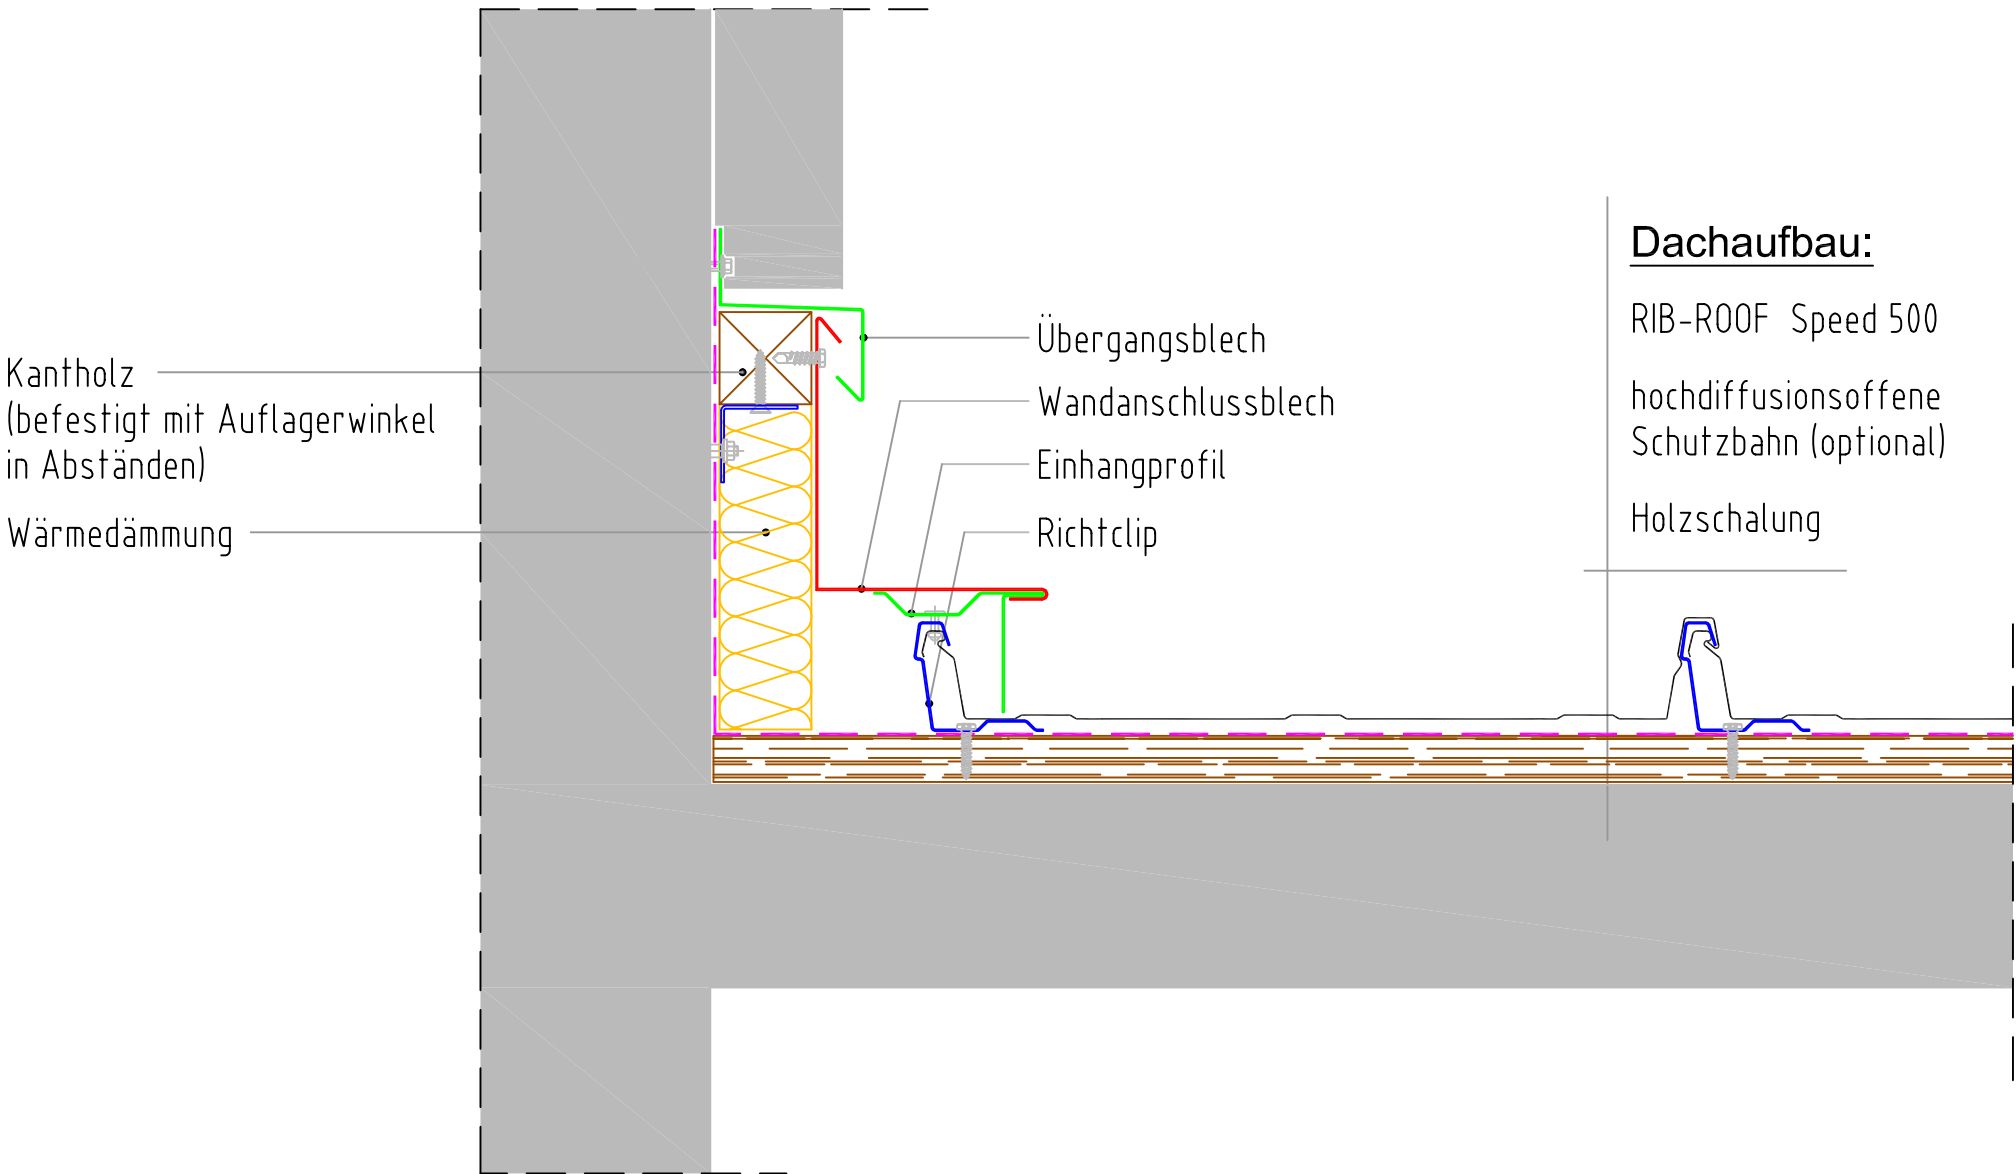 Kantholz
(befestigt mit Auflagerwinkel
in Abständen)
Wärmedämmung
Übergangsblech
Wandanschlussblech
Einhangprofil
Richtclip
Dachaufbau:
RIB-ROOF Speed 500
hochdiffusionsoffene
Schutzbahn (optional)
Holzschalung